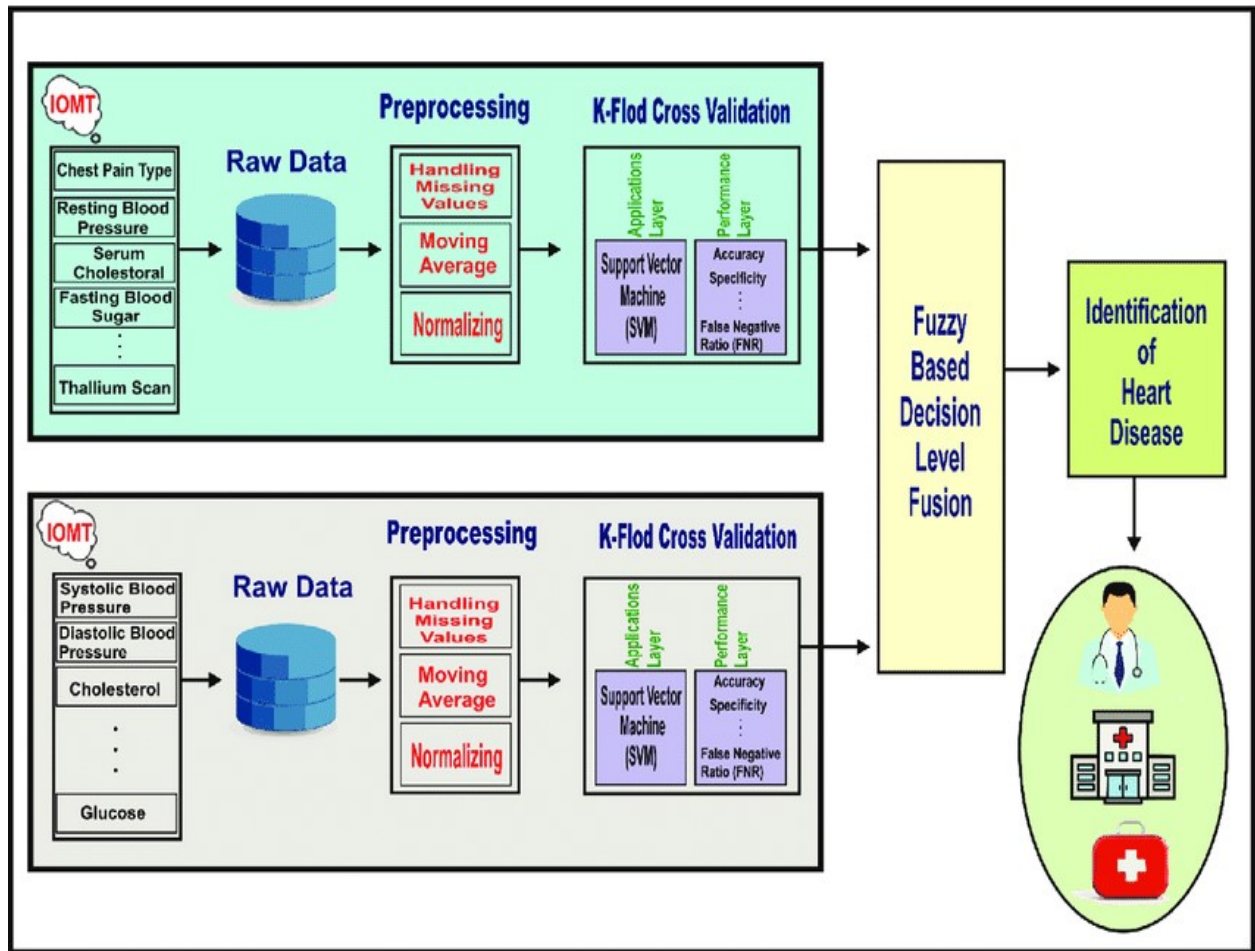 IOMT
Chest Pain Type
Resting Blood
Pressure
Serum
Cholestoral
Fasting Blood
Sugar
⋮
Thallium Scan
Raw Data
Preprocessing
Handling
Missing
Values
Moving
Average
Normalizing
K-Flod Cross Validation
Applications
Layer
Performance
Layer
Support Vector
Machine
(SVM)
Accuracy
Specificity
⋮
False Negative
Ratio (FNR)
IOMT
Systolic Blood
Pressure
Diastolic Blood
Pressure
Cholesterol
⋮
Glucose
Raw Data
Preprocessing
Handling
Missing
Values
Moving
Average
Normalizing
K-Flod Cross Validation
Applications
Layer
Performance
Layer
Support Vector
Machine
(SVM)
Accuracy
Specificity
⋮
False Negative
Ratio (FNR)
Fuzzy
Based
Decision
Level
Fusion
Identification
of
Heart
Disease